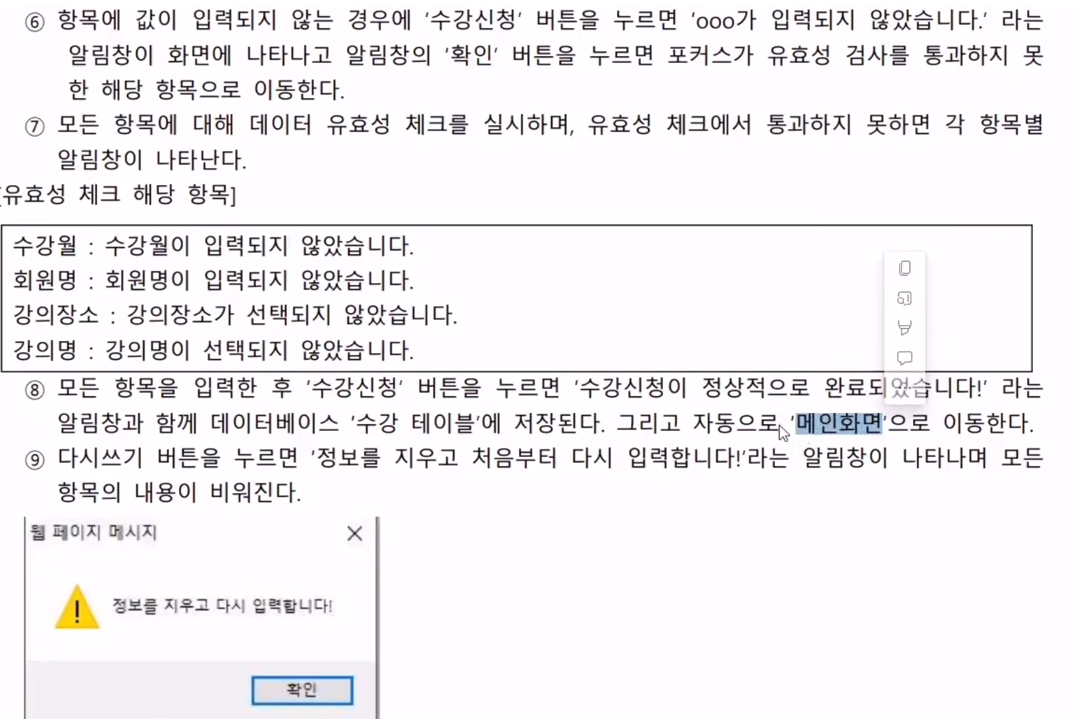 ⑥ 항목에 값이 입력되지 않는 경우에 '수강신청' 버튼을 누르면 'ooo가 입력되지 않았습니다.' 라는
알림창이 화면에 나타나고 알림창의 '확인' 버튼을 누르면 포커스가 유효성 검사를 통과하지 못
한 해당 항목으로 이동한다.
⑦ 모든 항목에 대해 데이터 유효성 체크를 실시하며, 유효성 체크에서 통과하지 못하면 각 항목별
알림창이 나타난다.
[유효성 체크 해당 항목]
수강월 : 수강월이 입력되지 않았습니다.
회원명 : 회원명이 입력되지 않았습니다.
강의장소 : 강의장소가 선택되지 않았습니다.
강의명 : 강의명이 선택되지 않았습니다.
⑧ 모든 항목을 입력한 후 '수강신청' 버튼을 누르면 '수강신청이 정상적으로 완료되었습니다!' 라는
알림창과 함께 데이터베이스 '수강 테이블'에 저장된다. 그리고 자동으로 '메인화면'으로 이동한다.
⑨ 다시쓰기 버튼을 누르면 '정보를 지우고 처음부터 다시 입력합니다!'라는 알림창이 나타나며 모든
항목의 내용이 비워진다.
웹 페이지 메시지
정보를 지우고 다시 입력합니다!
확인